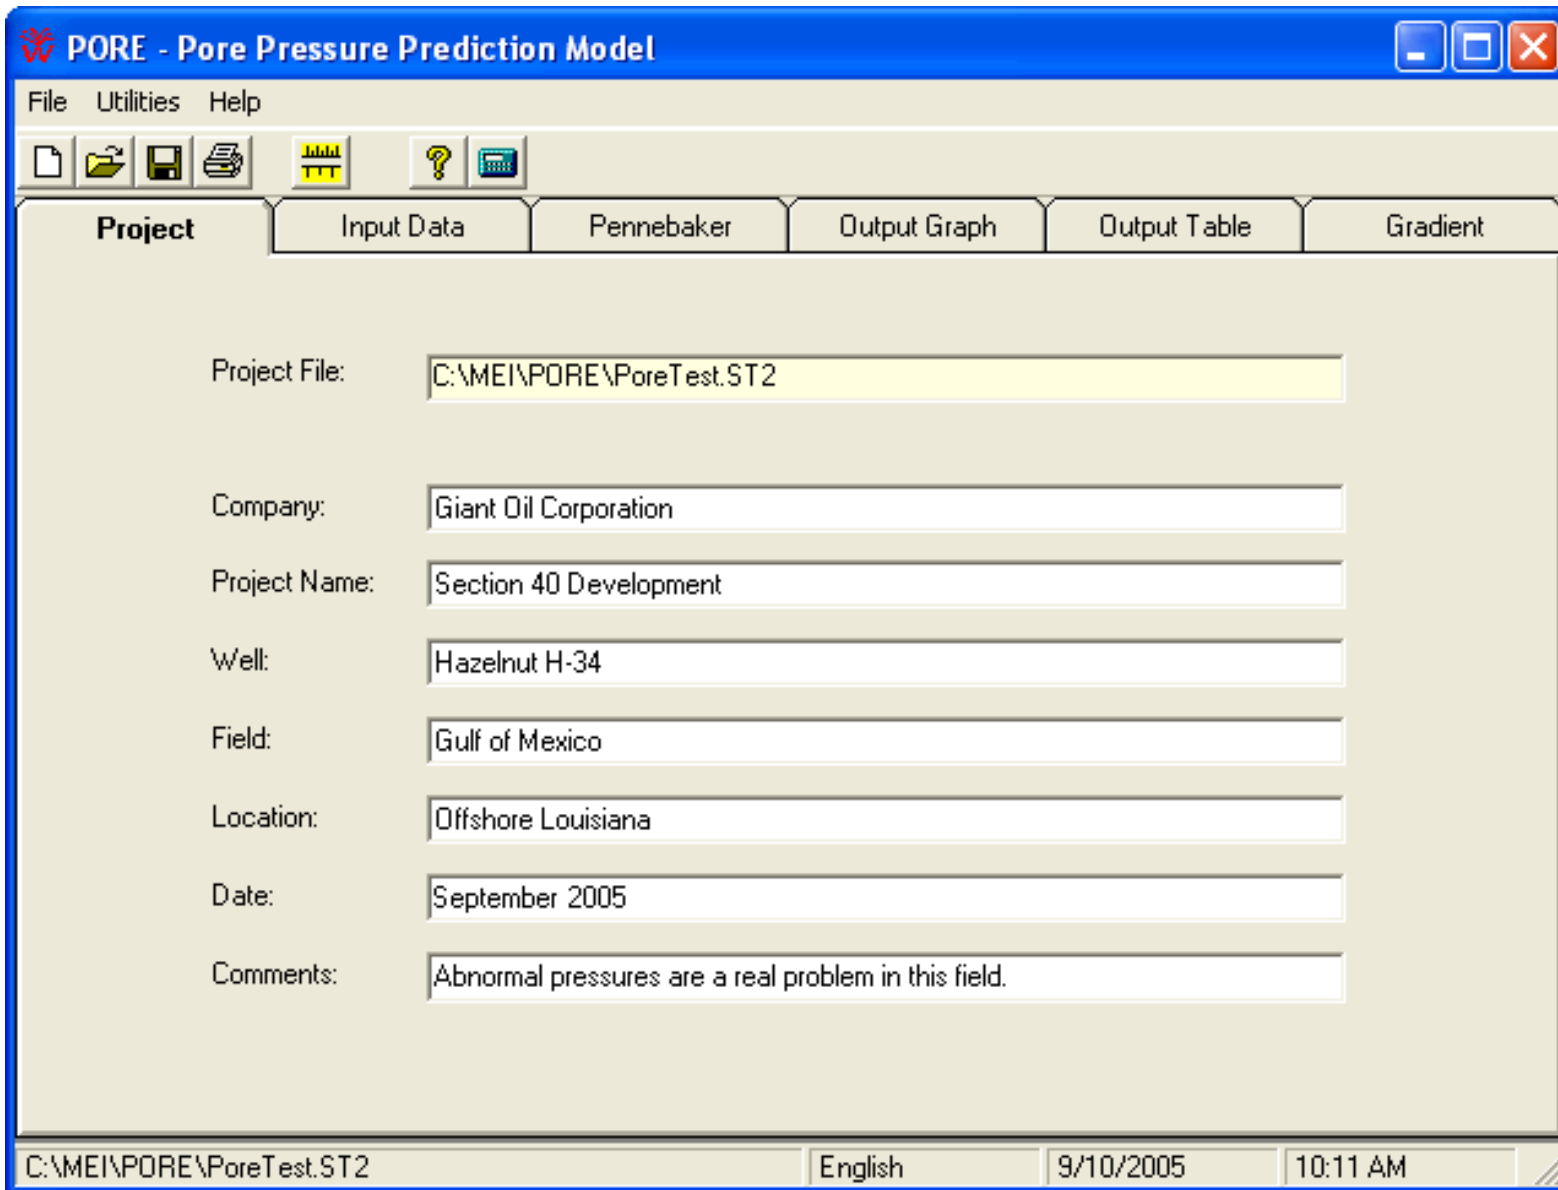 PORE - Pore Pressure Prediction Model
File Utilities Help
Project Input Data Pennebaker Output Graph Output Table Gradient
Project File: C:\MEI\PORE\PoreTest.ST2
Company: Giant Oil Corporation
Project Name: Section 40 Development
Well: Hazelnut H-34
Field: Gulf of Mexico
Location: Offshore Louisiana
Date: September 2005
Comments: Abnormal pressures are a real problem in this field.
C:\MEI\PORE\PoreTest.ST2 English 9/10/2005 10:11 AM